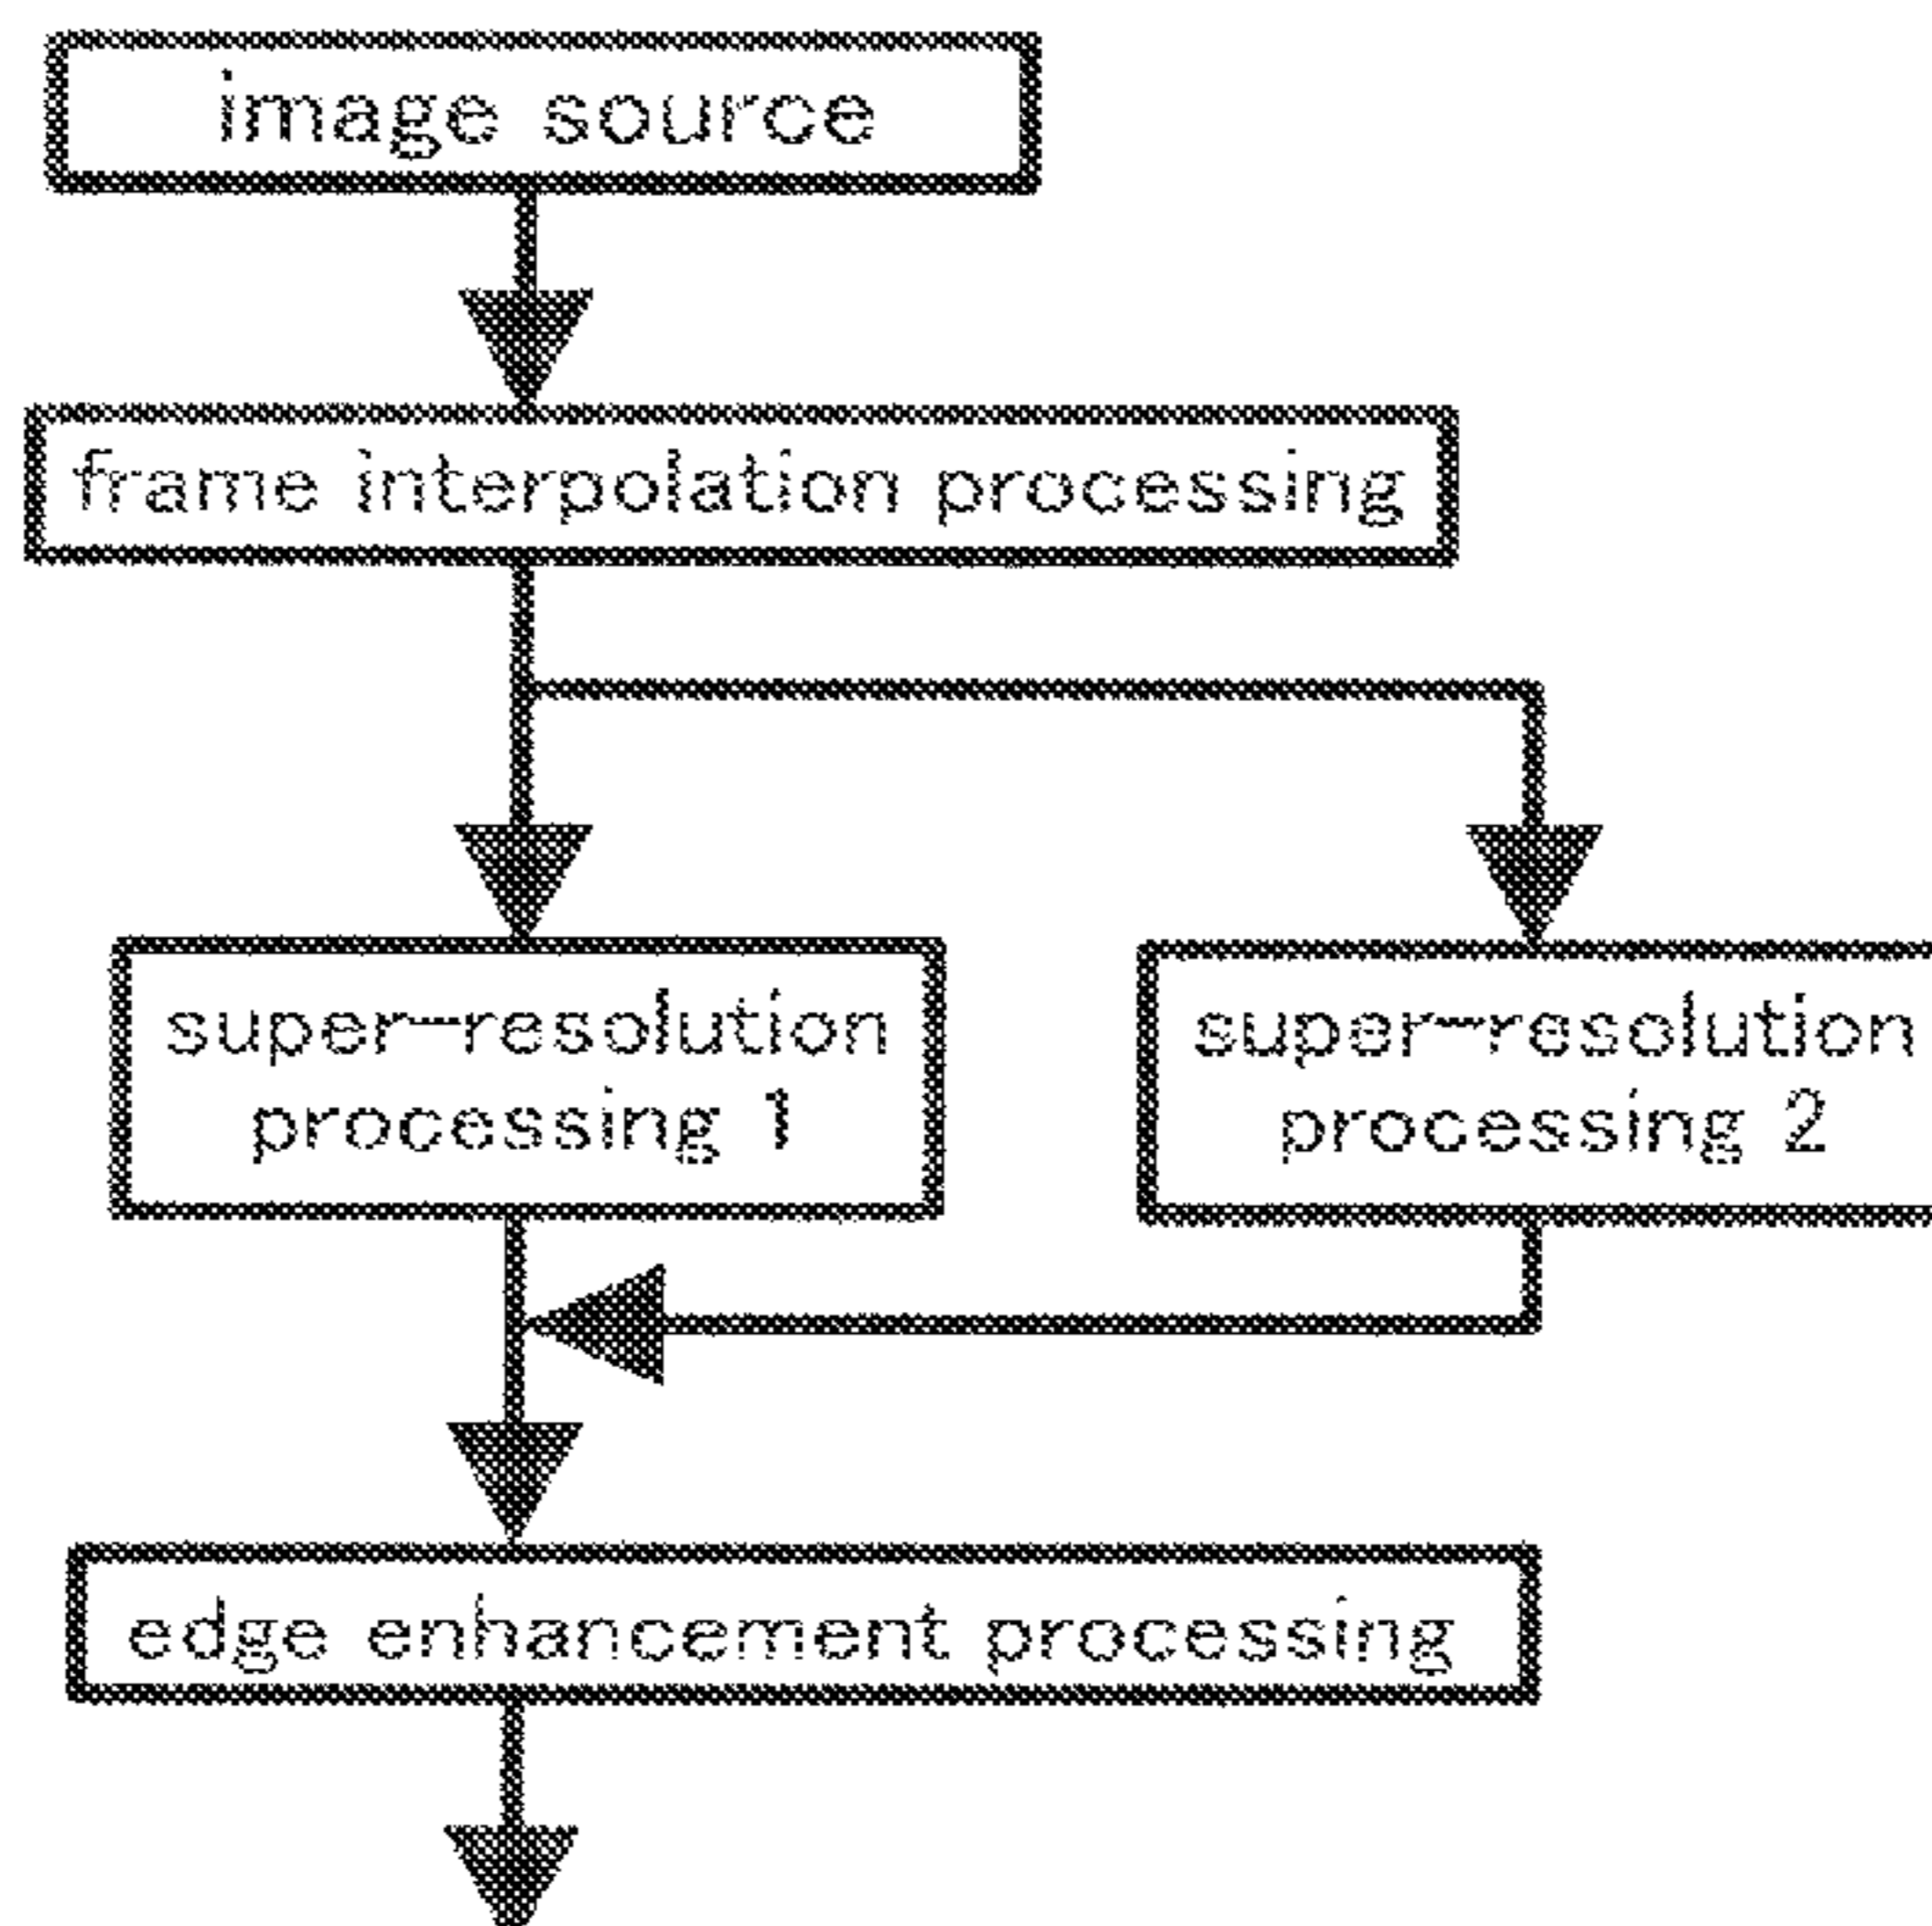 image source
frame interpolation processing
super-resolution
processing 1
super-resolution
processing 2
edge enhancement processing